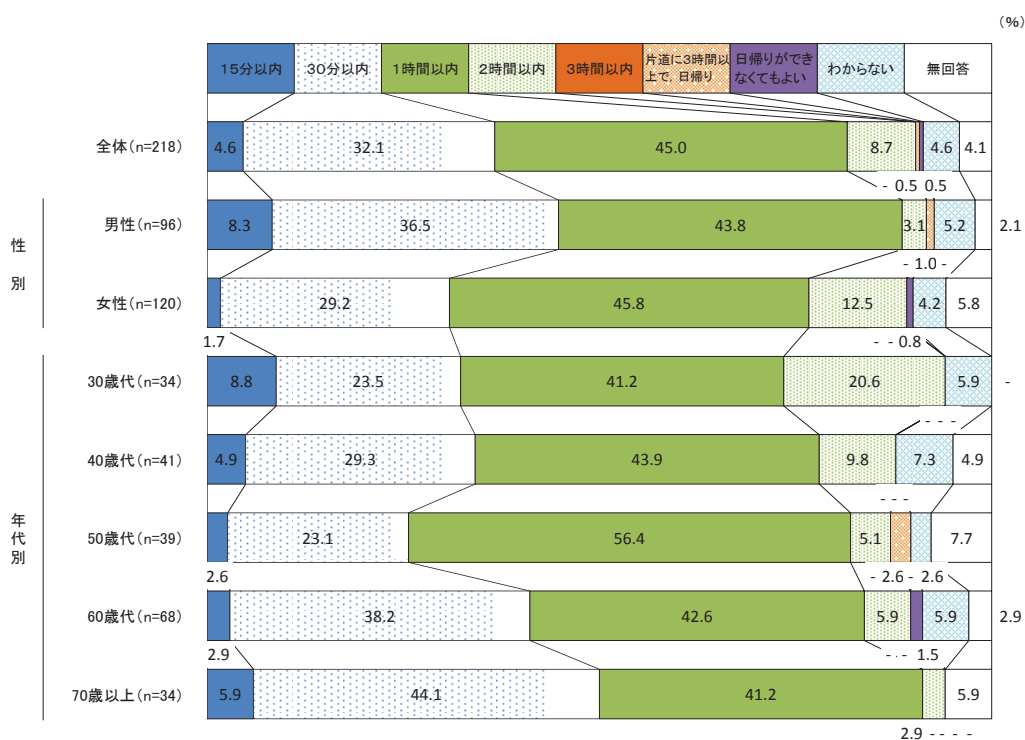 (%)
15分以内 30分以内 1時間以内 2時間以内 3時間以内 片道に3時間以上で、日帰り 日帰りができなくてもよい わからない 無回答
全体(n=218) 4.6 32.1 45.0 8.7 4.6 4.1
- 0.5 0.5
性別
男性(n=96) 8.3 36.5 43.8 3.1 5.2 2.1
- 1.0 -
女性(n=120) 29.2 45.8 12.5 4.2 5.8
1.7 - - 0.8
年代別
30歳代(n=34) 8.8 23.5 41.2 20.6 5.9 -
- - -
40歳代(n=41) 4.9 29.3 43.9 9.8 7.3 4.9
- - -
50歳代(n=39) 23.1 56.4 5.1 7.7
2.6 - 2.6 - 2.6
60歳代(n=68) 38.2 42.6 5.9 5.9 2.9
2.9 - - 1.5
70歳以上(n=34) 5.9 44.1 41.2 5.9
2.9 - - - -